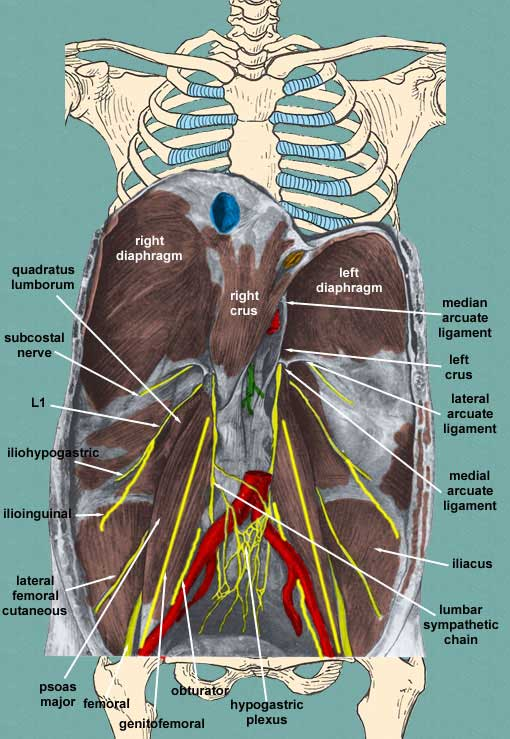 right
diaphragm
left
diaphragm
right
crus
quadratus
lumborum
subcostal
nerve
L1
iliohypogastric
ilioinguinal
lateral
femoral
cutaneous
psoas
major
femoral
genitofemoral
obturator
hypogastric
plexus
median
arcuate
ligament
left
crus
lateral
arcuate
ligament
medial
arcuate
ligament
iliacus
lumbar
sympathetic
chain